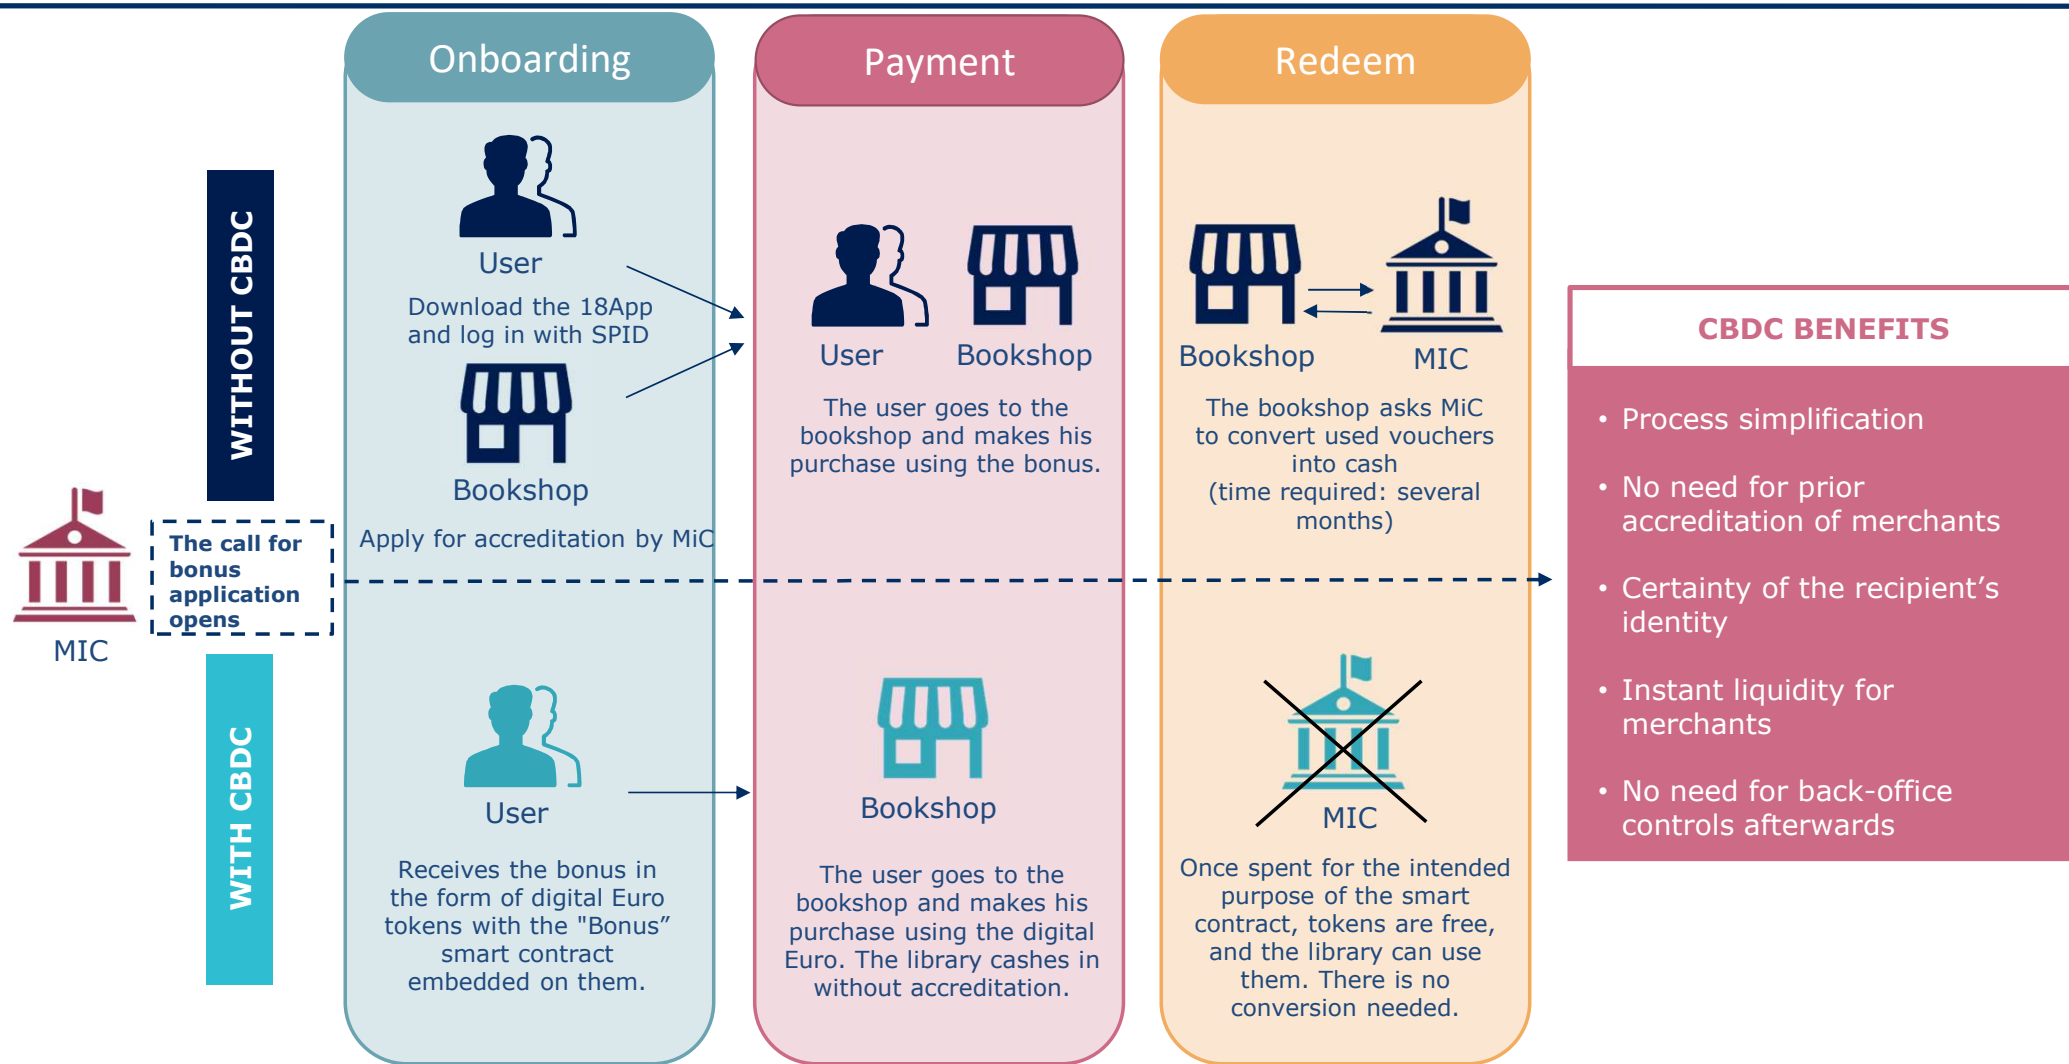 Onboarding
Payment
Redeem
WITHOUT CBDC
User
Download the 18App
and log in with SPID
Bookshop
Apply for accreditation by MiC
User
Bookshop
The user goes to the
bookshop and makes his
purchase using the bonus.
Bookshop
MIC
The bookshop asks MiC
to convert used vouchers
into cash
(time required: several
months)
MIC
The call for
bonus
application
opens
WITH CBDC
User
Receives the bonus in
the form of digital Euro
tokens with the "Bonus”
smart contract
embedded on them.
Bookshop
The user goes to the
bookshop and makes his
purchase using the digital
Euro. The library cashes in
without accreditation.
MIC
Once spent for the intended
purpose of the smart
contract, tokens are free,
and the library can use
them. There is no
conversion needed.
CBDC BENEFITS
• Process simplification
• No need for prior
accreditation of merchants
• Certainty of the recipient’s
identity
• Instant liquidity for
merchants
• No need for back-office
controls afterwards